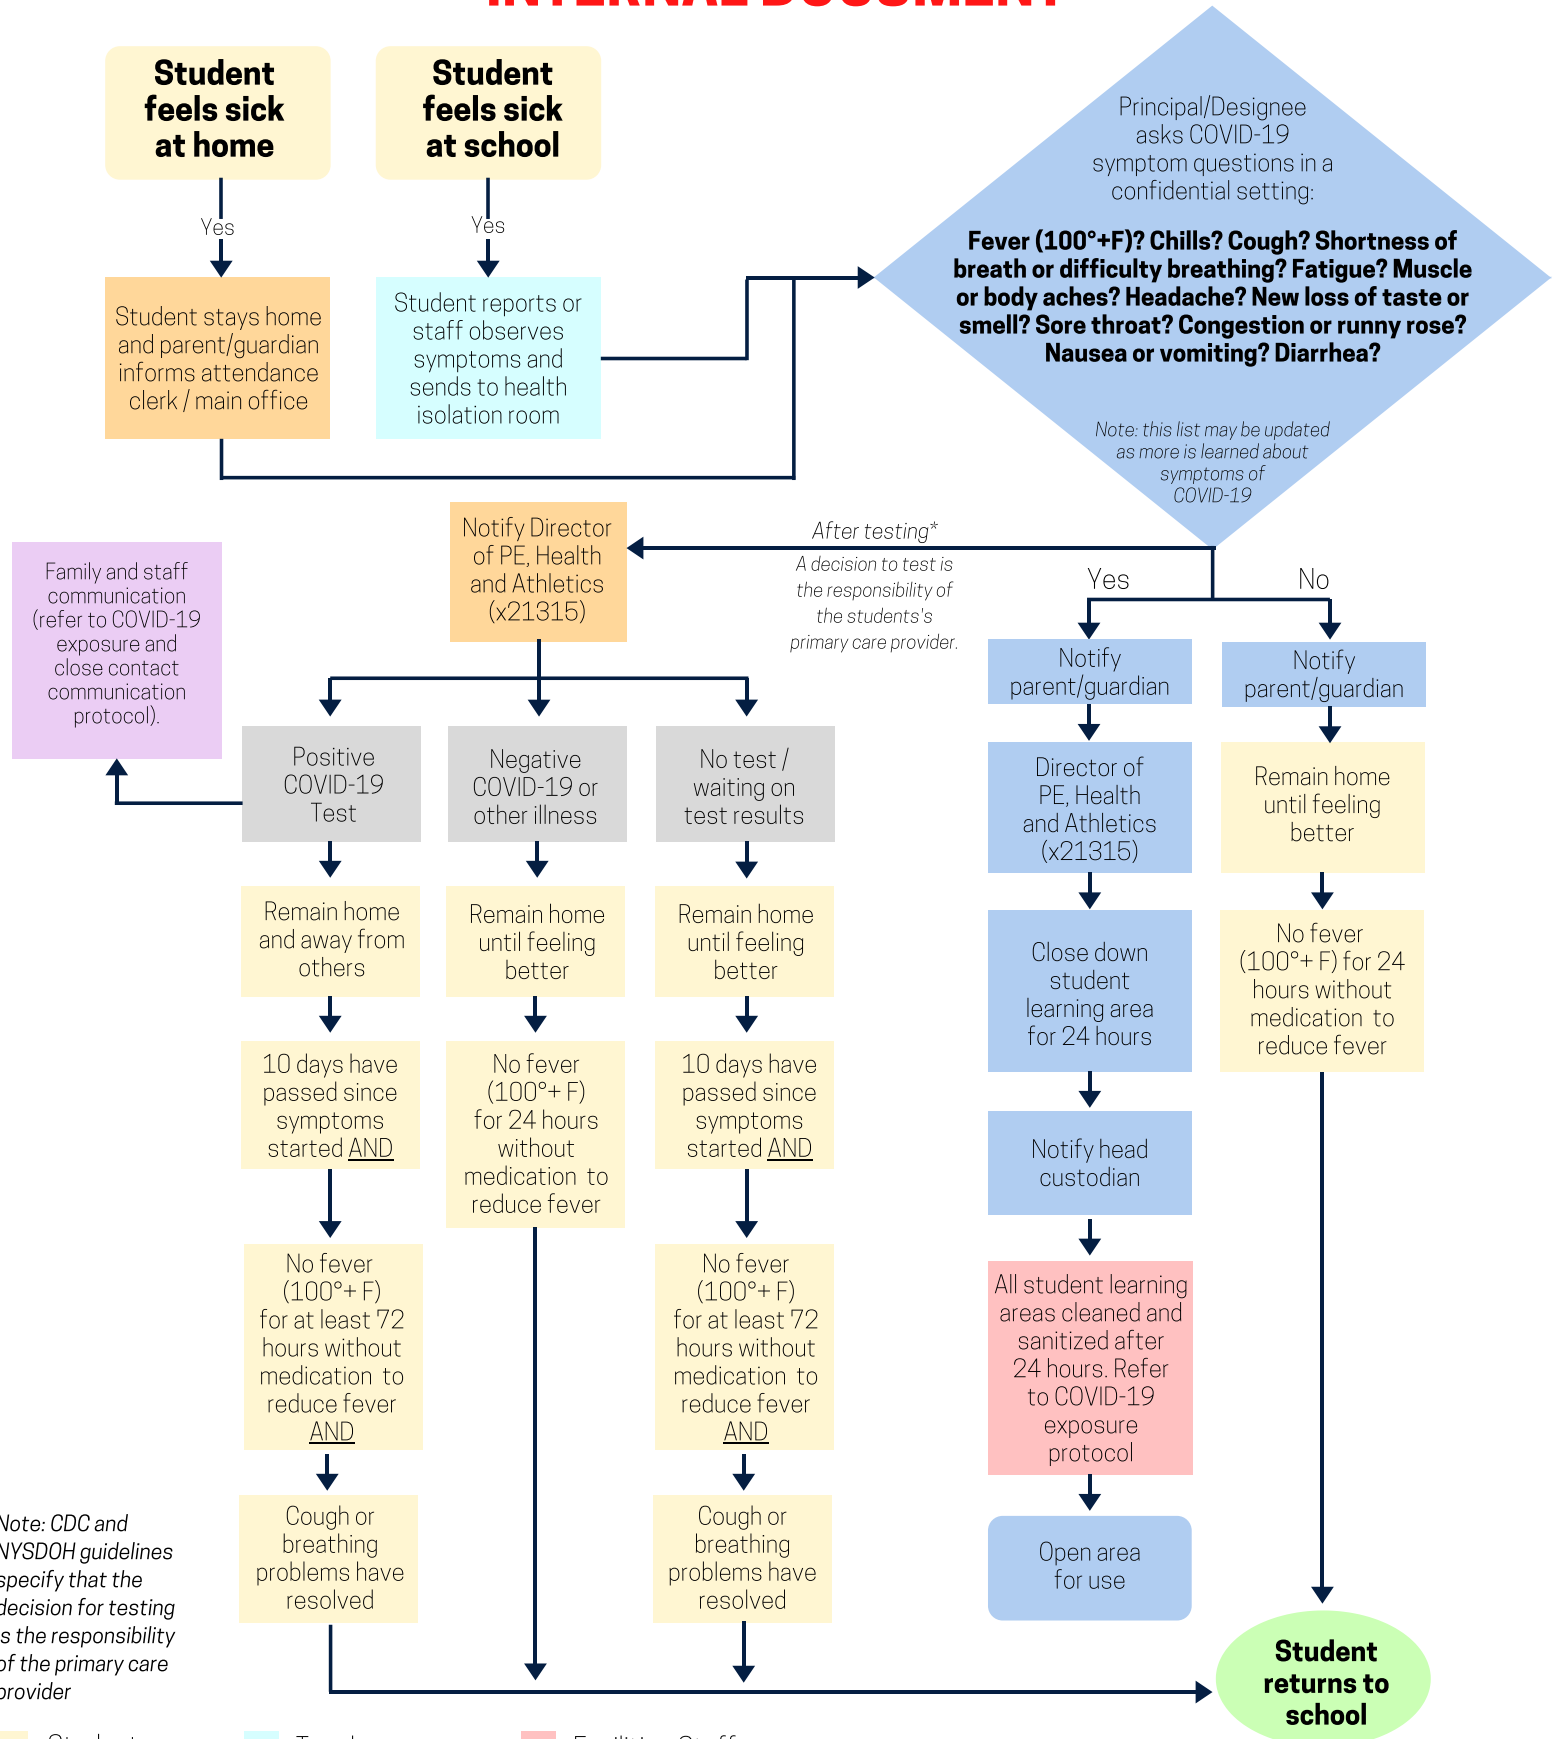 INTERNAL DOCUMENT
Student
feels sick
at home
Student
feels sick
at school
Yes
Yes
Student stays home
and parent/guardian
informs attendance
clerk / main office
Student reports or
staff observes
symptoms and
sends to health
isolation room
Principal/Designee
asks COVID-19
symptom questions in a
confidential setting:
Fever (100°+F)? Chills? Cough? Shortness of
breath or difficulty breathing? Fatigue? Muscle
or body aches? Headache? New loss of taste or
smell? Sore throat? Congestion or runny rose?
Nausea or vomiting? Diarrhea?
Note: this list may be updated
as more is learned about
symptoms of
COVID-19
After testing*
A decision to test is
the responsibility of
the students's
primary care provider.
Notify Director
of PE, Health
and Athletics
(x21315)
Family and staff
communication
(refer to COVID-19
exposure and
close contact
communication
protocol).
Yes
No
Notify
parent/guardian
Notify
parent/guardian
Positive
COVID-19
Test
Negative
COVID-19 or
other illness
No test /
waiting on
test results
Director of
PE, Health
and Athletics
(x21315)
Remain home
until feeling
better
Remain home
and away from
others
Remain home
until feeling
better
Remain home
until feeling
better
Close down
student
learning area
for 24 hours
No fever
(100°+ F) for 24
hours without
medication to
reduce fever
10 days have
passed since
symptoms
started AND
No fever
(100°+ F)
for 24 hours
without
medication to
reduce fever
10 days have
passed since
symptoms
started AND
Notify head
custodian
No fever
(100°+ F)
for at least 72
hours without
medication to
reduce fever
AND
No fever
(100°+ F)
for at least 72
hours without
medication to
reduce fever
AND
All student learning
areas cleaned and
sanitized after
24 hours. Refer
to COVID-19
exposure
protocol
Cough or
breathing
problems have
resolved
Cough or
breathing
problems have
resolved
Open area
for use
Note: CDC and
NYSDOH guidelines
specify that the
decision for testing
is the responsibility
of the primary care
provider
Student
returns to
school